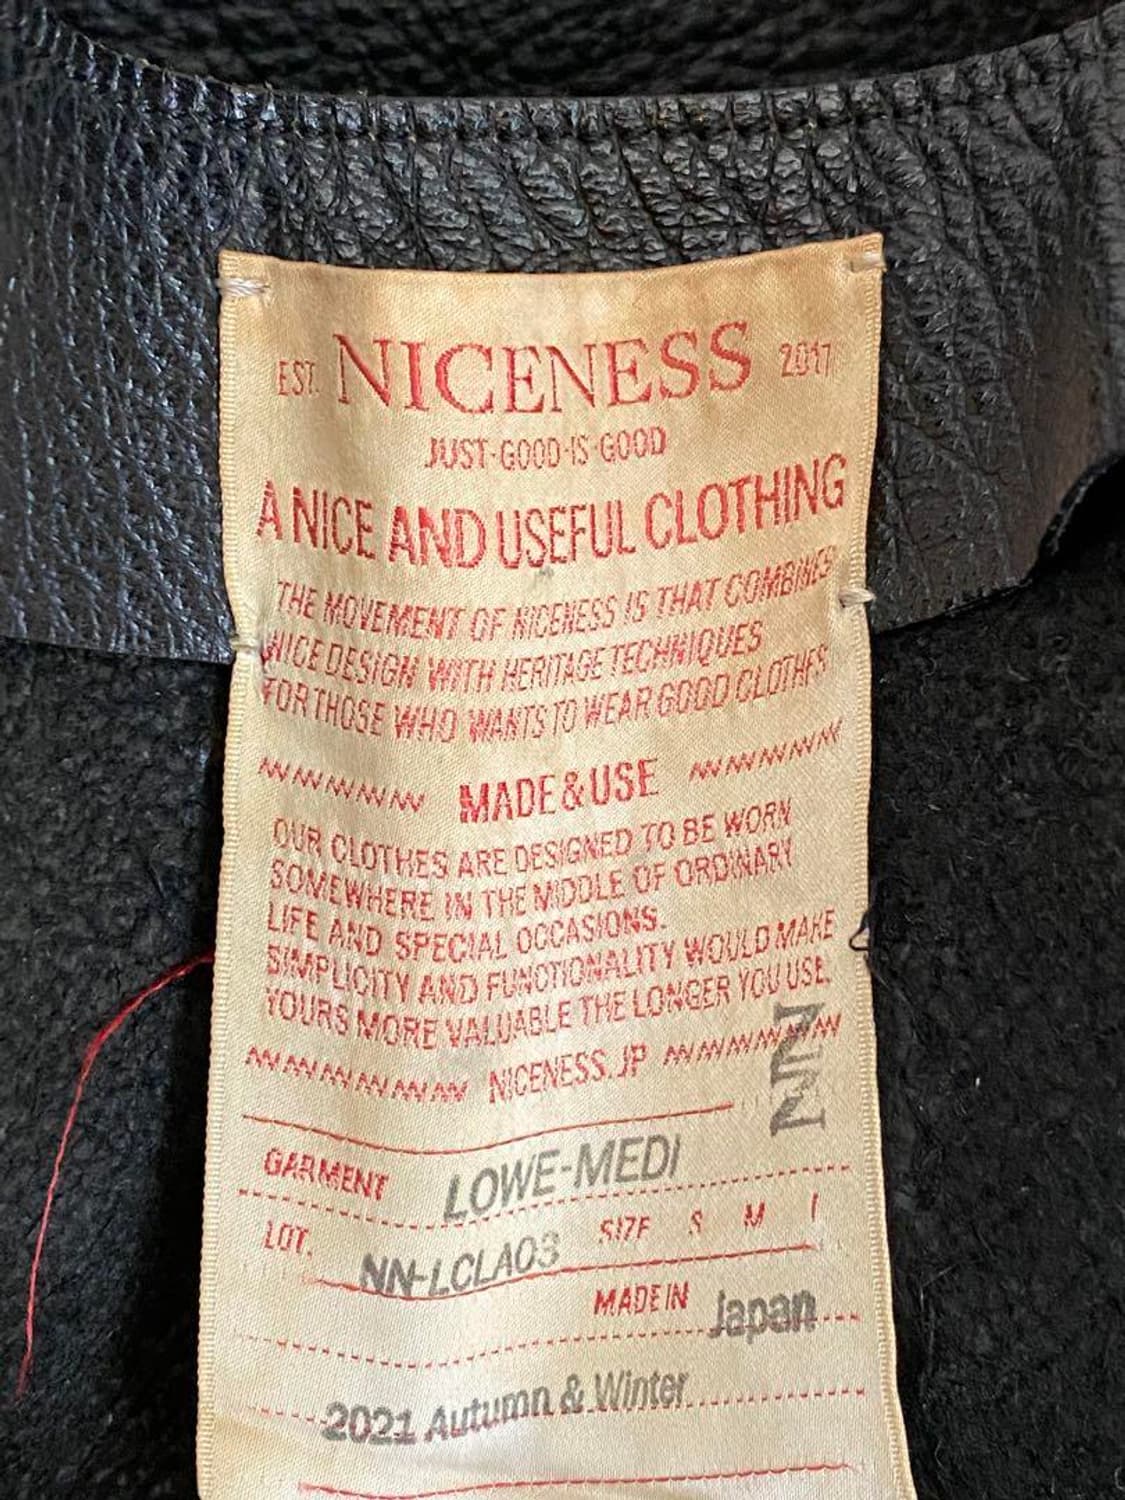 EST. NICENESS 2017
JUST·GOOD·IS·GOOD
A NICE AND USEFUL CLOTHING
THE MOVEMENT OF NICENESS IS THAT COMBINES
NICE DESIGN WITH HERITAGE TECHNIQUES
FOR THOSE WHO WANTS TO WEAR GOOD CLOTHES
MADE&USE
OUR CLOTHES ARE DESIGNED TO BE WORN
SOMEWHERE IN THE MIDDLE OF ORDINARY
LIFE AND SPECIAL OCCASIONS.
SIMPLICITY AND FUNCTIONALITY WOULD MAKE
YOURS MORE VALUABLE THE LONGER YOU USE.
NICENESS.JP
NN
GARMENT LOWE-MEDI
LOT. NN-LCLA03 SIZE S M
MADE IN Japan
2021 Autumn & Winter